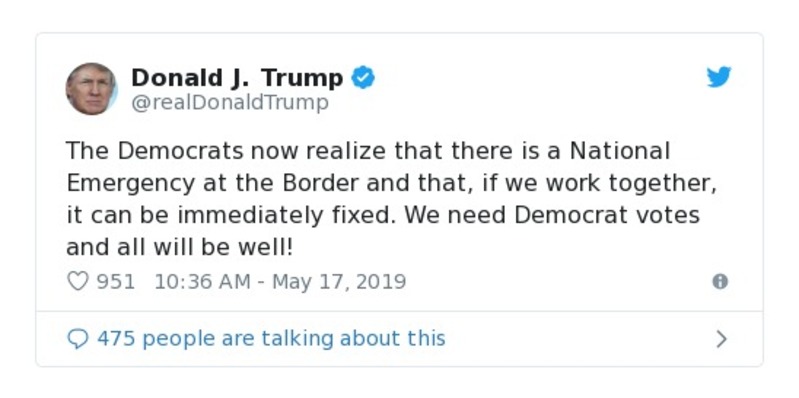 Donald J. Trump
@realDonaldTrump
The Democrats now realize that there is a National
Emergency at the Border and that, if we work together,
it can be immediately fixed. We need Democrat votes
and all will be well!
951 10:36 AM - May 17, 2019
475 people are talking about this